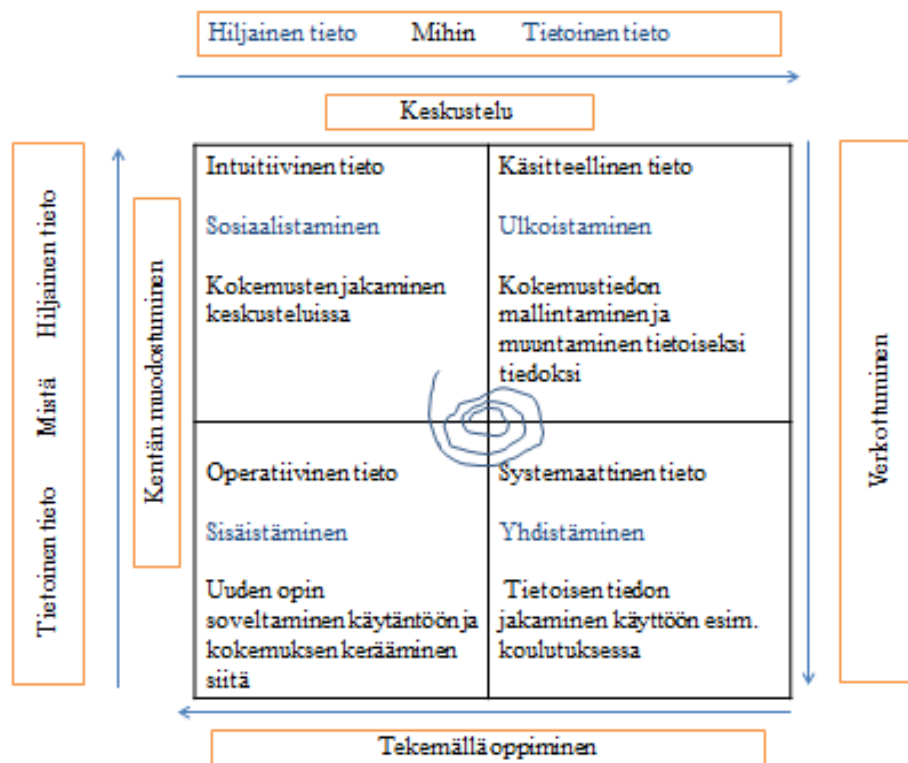 Hiljainen tieto Mihin Tietoinen tieto
Keskustelu
Hiljainen tieto
Mistä
Tietoinen tieto
Kentän muodostuminen
Intuitiivinen tieto
Sosiaalistaminen
Kokemusten jakaminen
keskusteluissa
Käsitteellinen tieto
Ulkoistaminen
Kokemustiedon
mallintaminen ja
muuntaminen tietoiseksi
tiedoksi
Operatiivinen tieto
Sisäistäminen
Uuden opin
soveltaminen käytäntöön ja
kokemuksen kerääminen
siitä
Systemaattinen tieto
Yhdistäminen
Tietoisen tiedon
jakaminen käyttöön esim.
koulutuksessa
Verkottuminen
Tekemällä oppiminen